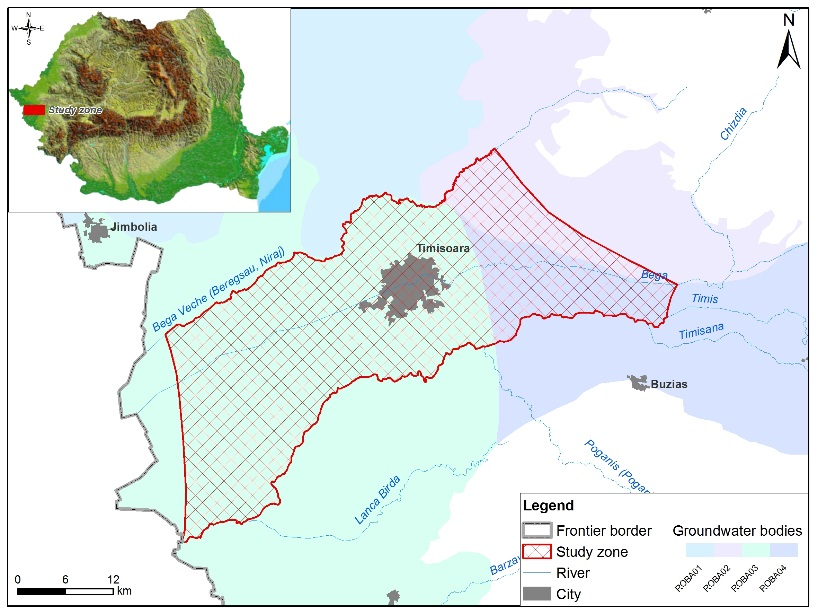 N
W E
S
Study zone
N
Chizdia
Jimbolia
Timisoara
Bega Veche (Beregsau, Niraj)
Bega
Timis
Timisana
Buzias
Poganis (Pogan
Lanca Birda
Barza
Legend
Frontier border
Study zone
River
City
Groundwater bodies
ROBA01
ROBA02
ROBA03
ROBA04
0 6 12
km